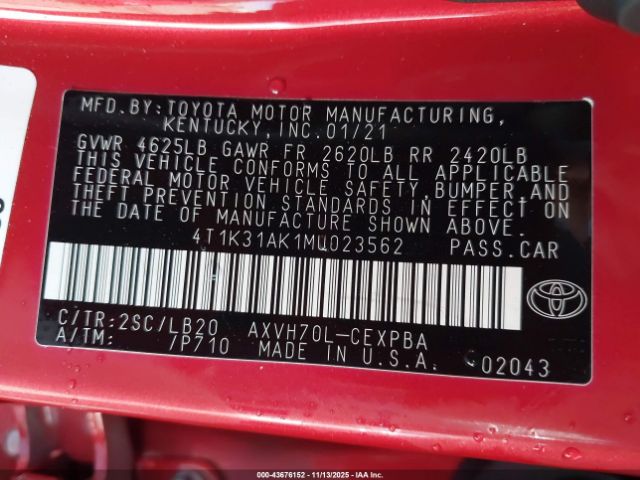 MFD.BY:TOYOTA MOTOR MANUFACTURING,
KENTUCKY, INC. 01/21
GVWR 4625LB GAWR FR 2620LB RR 2420LB
THIS VEHICLE CONFORMS TO ALL APPLICABLE
FEDERAL MOTOR VEHICLE SAFETY, BUMPER AND
THEFT PREVENTION STANDARDS IN EFFECT ON
THE DATE OF MANUFACTURE SHOWN ABOVE.
4T1K31AK1MU023562 PASS.CAR
C/TR:2SC/LB20 AXVH70L-CEXPBA
A/TM: /P710 MADE IN U.S.A. 02043
000-43676152 - 11/13/2025 - IAAI.CA